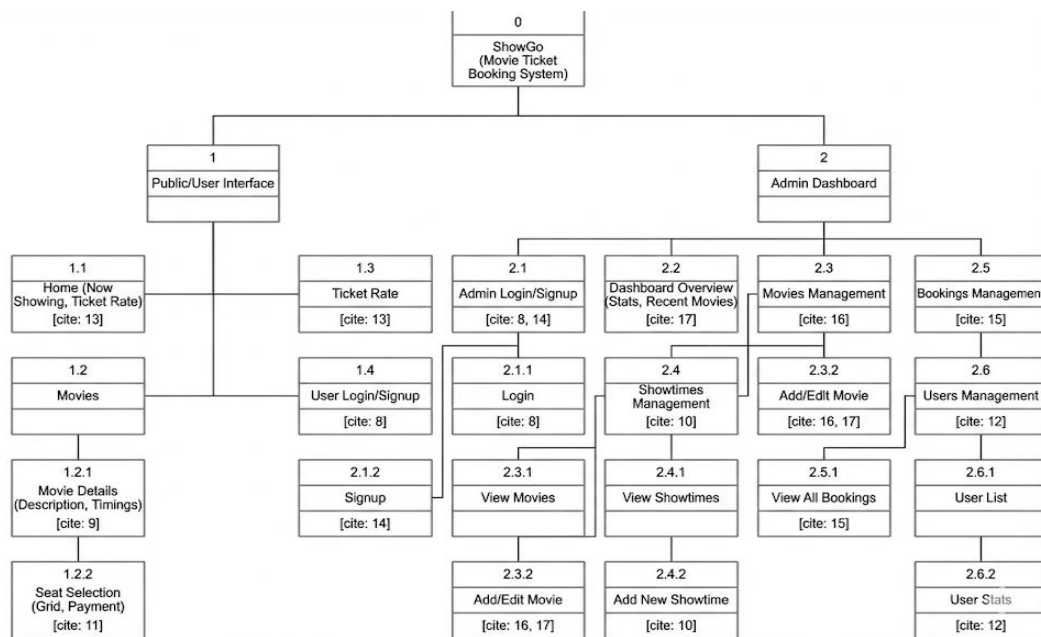 0
ShowGo
(Movie Ticket
Booking System)
1
Public/User Interface
2
Admin Dashboard
1.1
Home (Now
Showing, Ticket Rate)
[cite: 13]
1.3
Ticket Rate
[cite: 13]
2.1
Admin Login/Signup
[cite: 8, 14]
2.2
Dashboard Overview
(Stats, Recent Movies)
[cite: 17]
2.3
Movies Management
[cite: 16]
2.5
Bookings Management
[cite: 15]
1.2
Movies
1.4
User Login/Signup
[cite: 8]
2.1.1
Login
[cite: 8]
2.4
Showtimes
Management
[cite: 10]
2.3.2
Add/Edit Movie
[cite: 16, 17]
2.6
Users Management
[cite: 12]
1.2.1
Movie Details
(Description, Timings)
[cite: 9]
2.1.2
Signup
[cite: 14]
2.3.1
View Movies
2.4.1
View Showtimes
2.5.1
View All Bookings
[cite: 15]
2.6.1
User List
1.2.2
Seat Selection
(Grid, Payment)
[cite: 11]
2.3.2
Add/Edit Movie
[cite: 16, 17]
2.4.2
Add New Showtime
[cite: 10]
2.6.2
User Stats
[cite: 12]